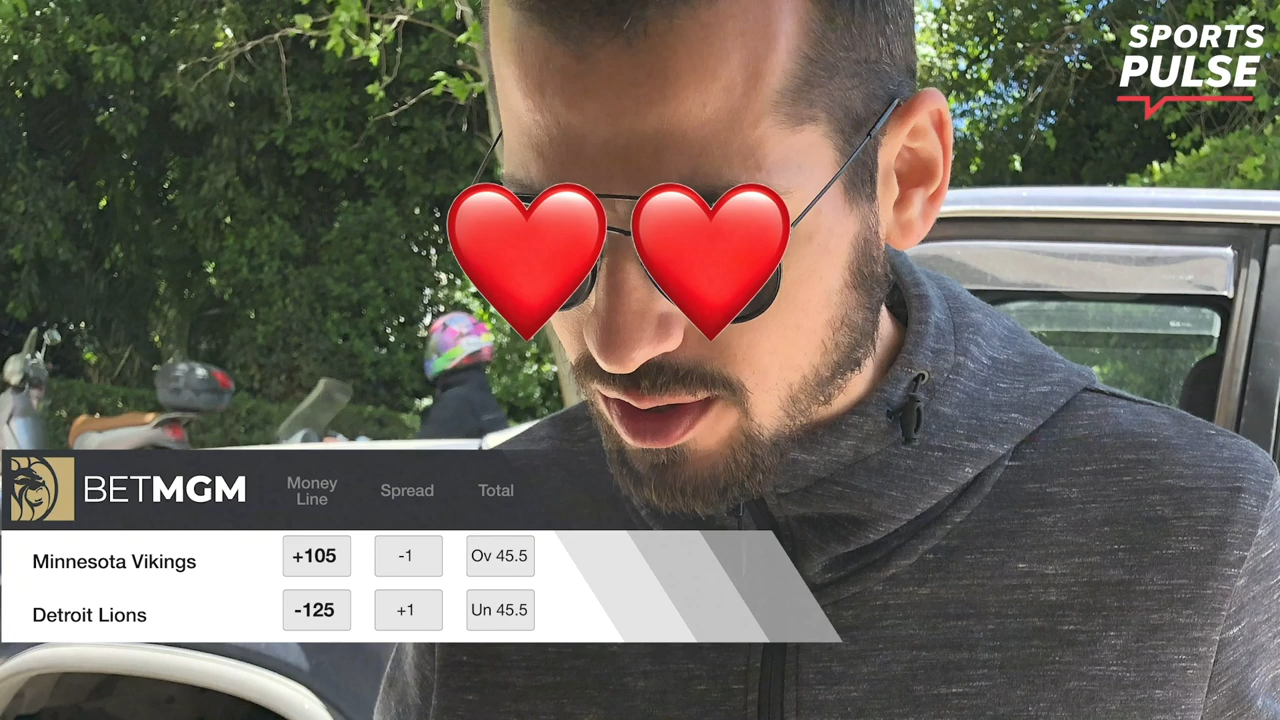 SPORTS
PULSE
BETMGM
Money
Line
Spread
Total
Minnesota Vikings
+105
-1
Ov 45.5
Detroit Lions
-125
+1
Un 45.5